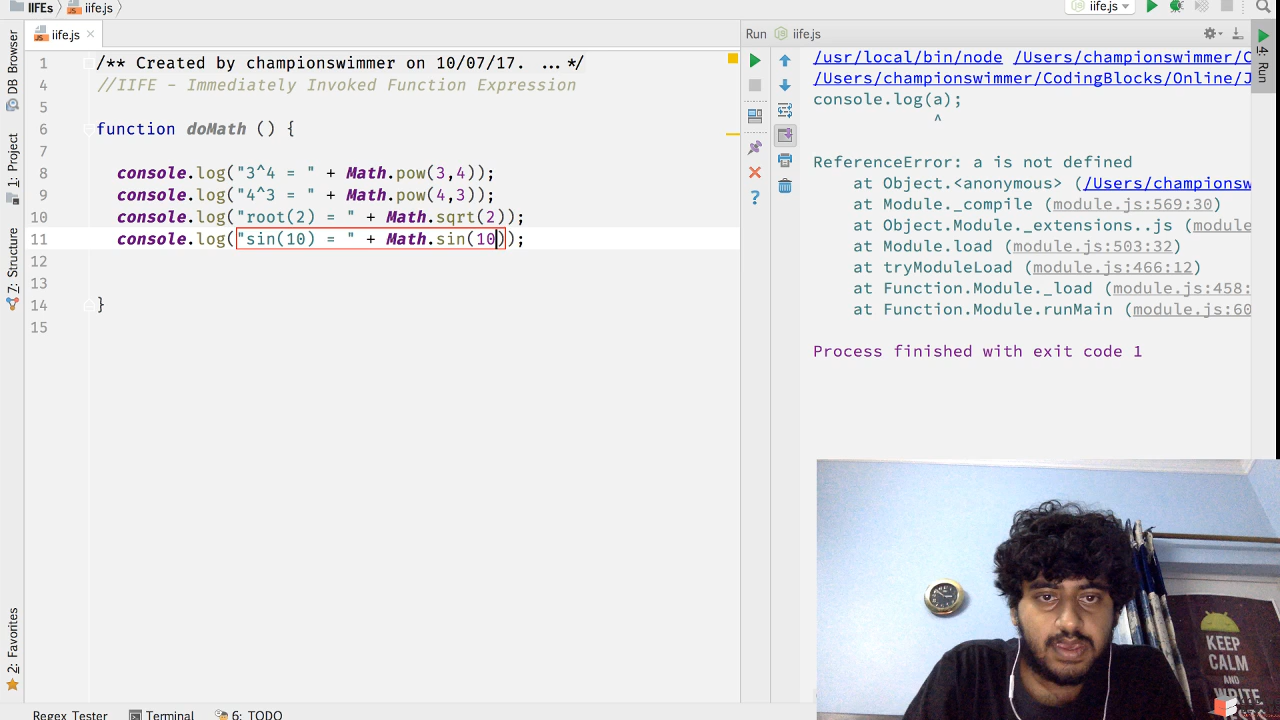 IIFEs iife.js
iife.js
iife.js
DB Browser
1: Project
7: Structure
2: Favorites
1 /** Created by championswimmer on 10/07/17. ...*/
4 //IIFE - Immediately Invoked Function Expression
5
6 function doMath () {
7
8 console.log("3^4 = " + Math.pow(3,4));
9 console.log("4^3 = " + Math.pow(4,3));
10 console.log("root(2) = " + Math.sqrt(2));
11 console.log("sin(10) = " + Math.sin(10));
12
13
14 }
15
Run iife.js
4: Run
/usr/local/bin/node /Users/championswimmer/C
/Users/championswimmer/CodingBlocks/Online/J
console.log(a);
^
ReferenceError: a is not defined
at Object.<anonymous> (/Users/championsw
at Module._compile (module.js:569:30)
at Object.Module._extensions..js (module
at Module.load (module.js:503:32)
at tryModuleLoad (module.js:466:12)
at Function.Module._load (module.js:458:
at Function.Module.runMain (module.js:60
Process finished with exit code 1
KEEP
CALM
AND
WRITE
Regex Tester Terminal 6: TODO